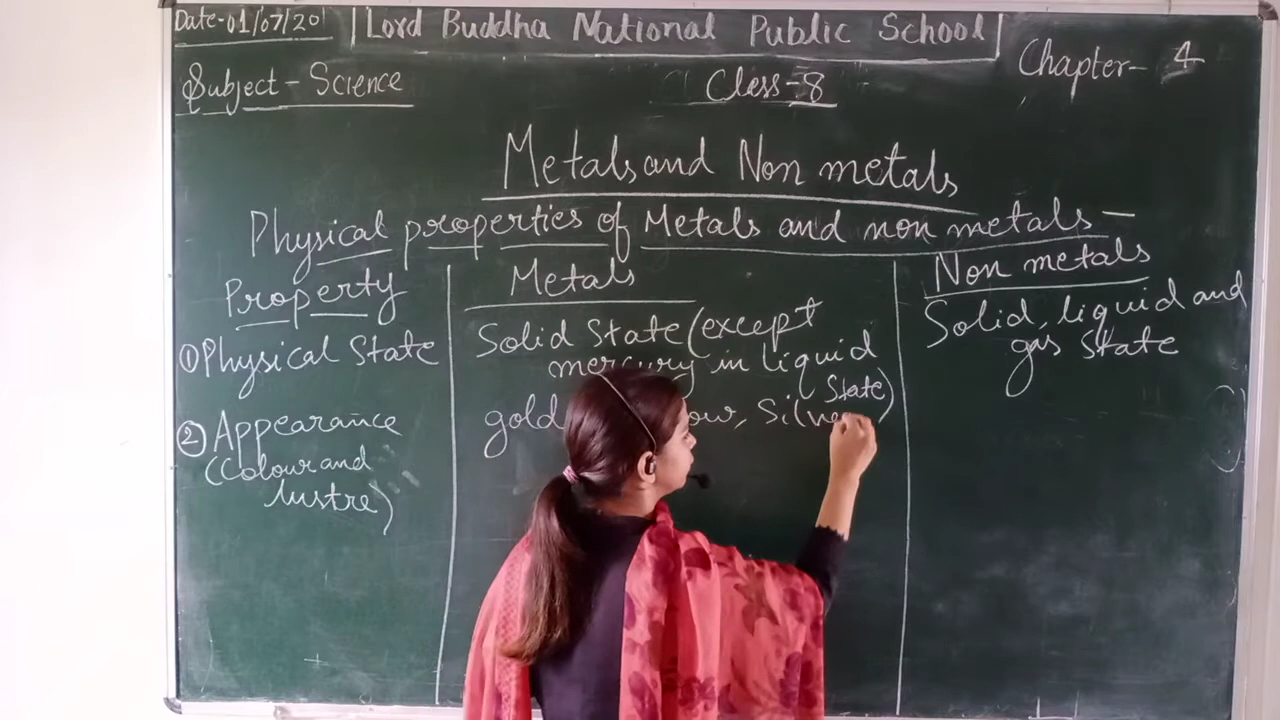 Date-01/07/201
Lord Buddha National Public School
Subject - Science
Class-8
Chapter- 4
Metals and Non metals
Physical properties of Metals and non metals -
Property
Metals
Non metals
① Physical State
Solid State (except
mercury in liquid
State)
Solid, liquid and
gas State
② Appearance
(Colour and
lustre)
gold